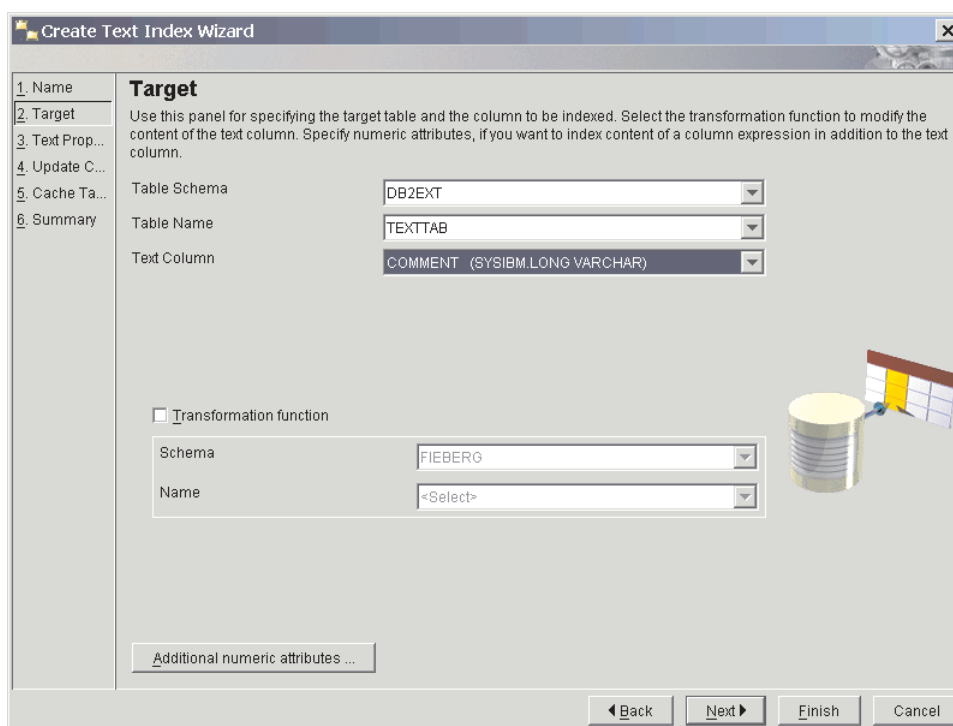 Create Text Index Wizard
1. Name
2. Target
3. Text Prop...
4. Update C...
5. Cache Ta...
6. Summary
Target
Use this panel for specifying the target table and the column to be indexed. Select the transformation function to modify the
content of the text column. Specify numeric attributes, if you want to index content of a column expression in addition to the text
column.
Table Schema
DB2EXT
Table Name
TEXTTAB
Text Column
COMMENT (SYSIBM.LONG VARCHAR)
Transformation function
Schema
FIEBERG
Name
<Select>
Additional numeric attributes ...
Back Next Finish Cancel